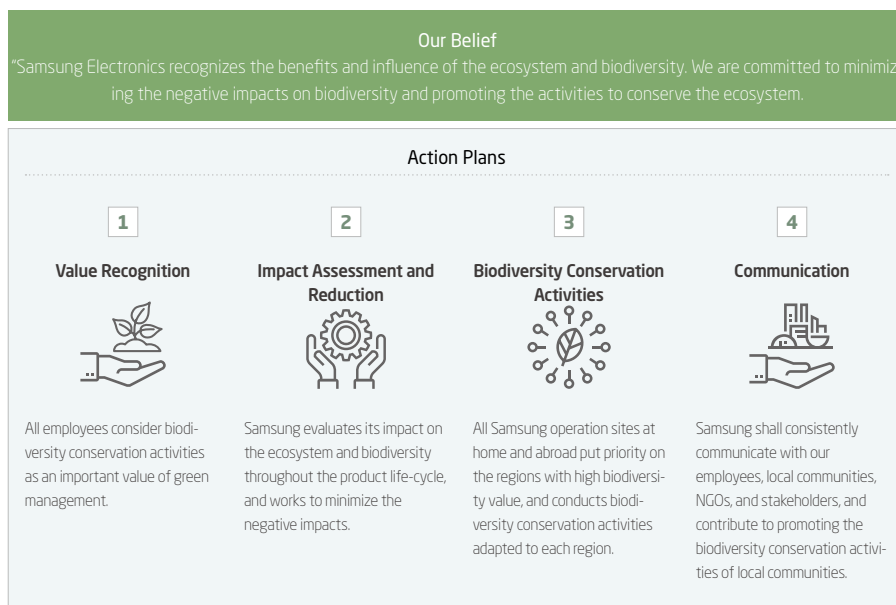 Our Belief
"Samsung Electronics recognizes the benefits and influence of the ecosystem and biodiversity. We are committed to minimiz
ing the negative impacts on biodiversity and promoting the activities to conserve the ecosystem.
Action Plans
1
Value Recognition
All employees consider biodi-
versity conservation activities
as an important value of green
management.
2
Impact Assessment and
Reduction
Samsung evaluates its impact on
the ecosystem and biodiversity
throughout the product life-cycle,
and works to minimize the
negative impacts.
3
Biodiversity Conservation
Activities
All Samsung operation sites at
home and abroad put priority on
the regions with high biodiversi-
ty value, and conducts biodi-
versity conservation activities
adapted to each region.
4
Communication
Samsung shall consistently
communicate with our
employees, local communities,
NGOs, and stakeholders, and
contribute to promoting the
biodiversity conservation activi-
ties of local communities.